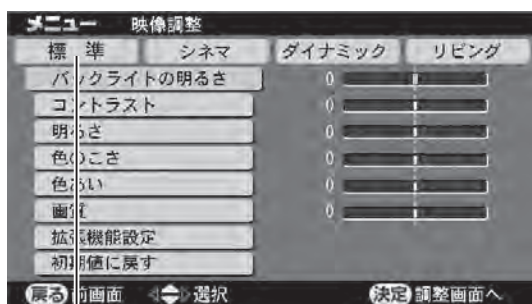 メニュー 映像調整
標準 シネマ ダイナミック リビング
バックライトの明るさ 0
コントラスト 0
明るさ 0
色のこさ 0
色あい 0
画質 0
拡張機能設定
初期値に戻す
戻る 前画面 選択 決定 調整画面へ